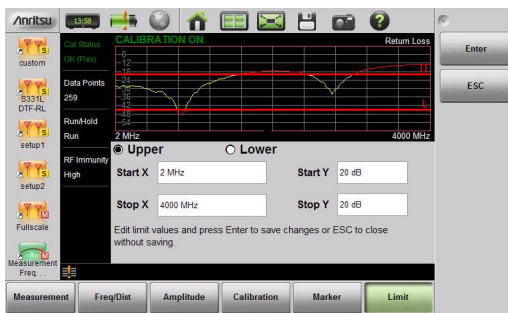 Anritsu
13:58
?
custom
S331L
DTF-RL
setup1
setup2
Fullscale
Measurement
Freq. . .
Cal Status
OK (Flex)
Data Points
259
Run/Hold
Run
RF Immunity
High
CALIBRATION ON
Return Loss
-6
-12
-18
-24
-36
-42
-48
-54
U
L
2 MHz
4000 MHz
Upper
Lower
Start X
2 MHz
Start Y
20 dB
Stop X
4000 MHz
Stop Y
20 dB
Edit limit values and press Enter to save changes or ESC to close
without saving.
Measurement
Freq/Dist
Amplitude
Calibration
Marker
Limit
Enter
ESC